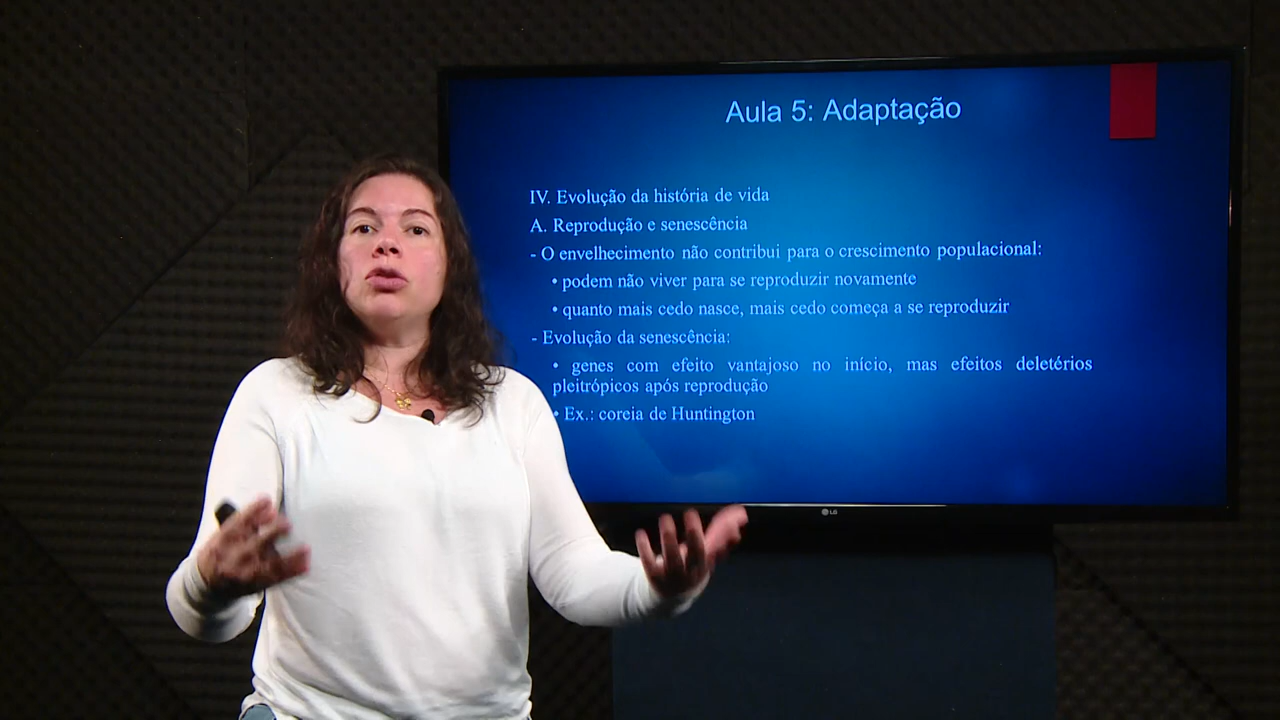 Aula 5: Adaptação
IV. Evolução da história de vida
A. Reprodução e senescência
- O envelhecimento não contribui para o crescimento populacional:
• podem não viver para se reproduzir novamente
• quanto mais cedo nasce, mais cedo começa a se reproduzir
- Evolução da senescência:
• genes com efeito vantajoso no início, mas efeitos deletérios
pleitrópicos após reprodução
• Ex.: coreia de Huntington
LG